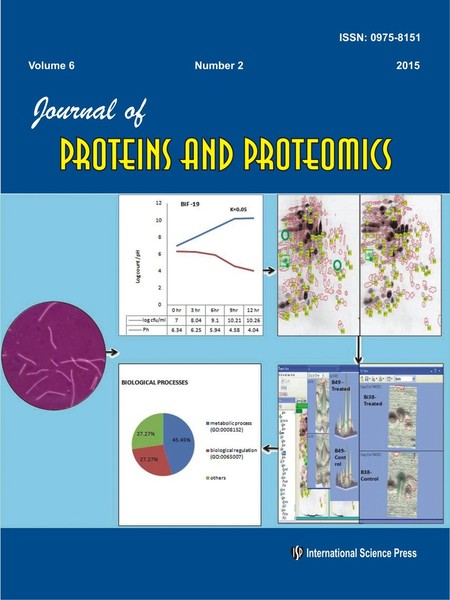 ISSN: 0975-8151
Volume 6 Number 2 2015
Journal of
PROTEINS AND PROTEOMICS
BIF-19
K=0.05
12
10
8
6
4
2
0
Log count /pH
0 hr 3 hr 6hr 9hr 12 hr
log cfu/ml 7 8.04 9.1 10.21 10.26
Ph 6.34 6.25 5.94 4.58 4.04
BIOLOGICAL PROCESSES
27.27%
45.46%
27.27%
metabolic process
(GO:0008152)
biological regulation
(GO:0065007)
others
B49-
Treated
B49-
Cont
rol
Bi38-
Treated
B38-
Control
ISP International Science Press